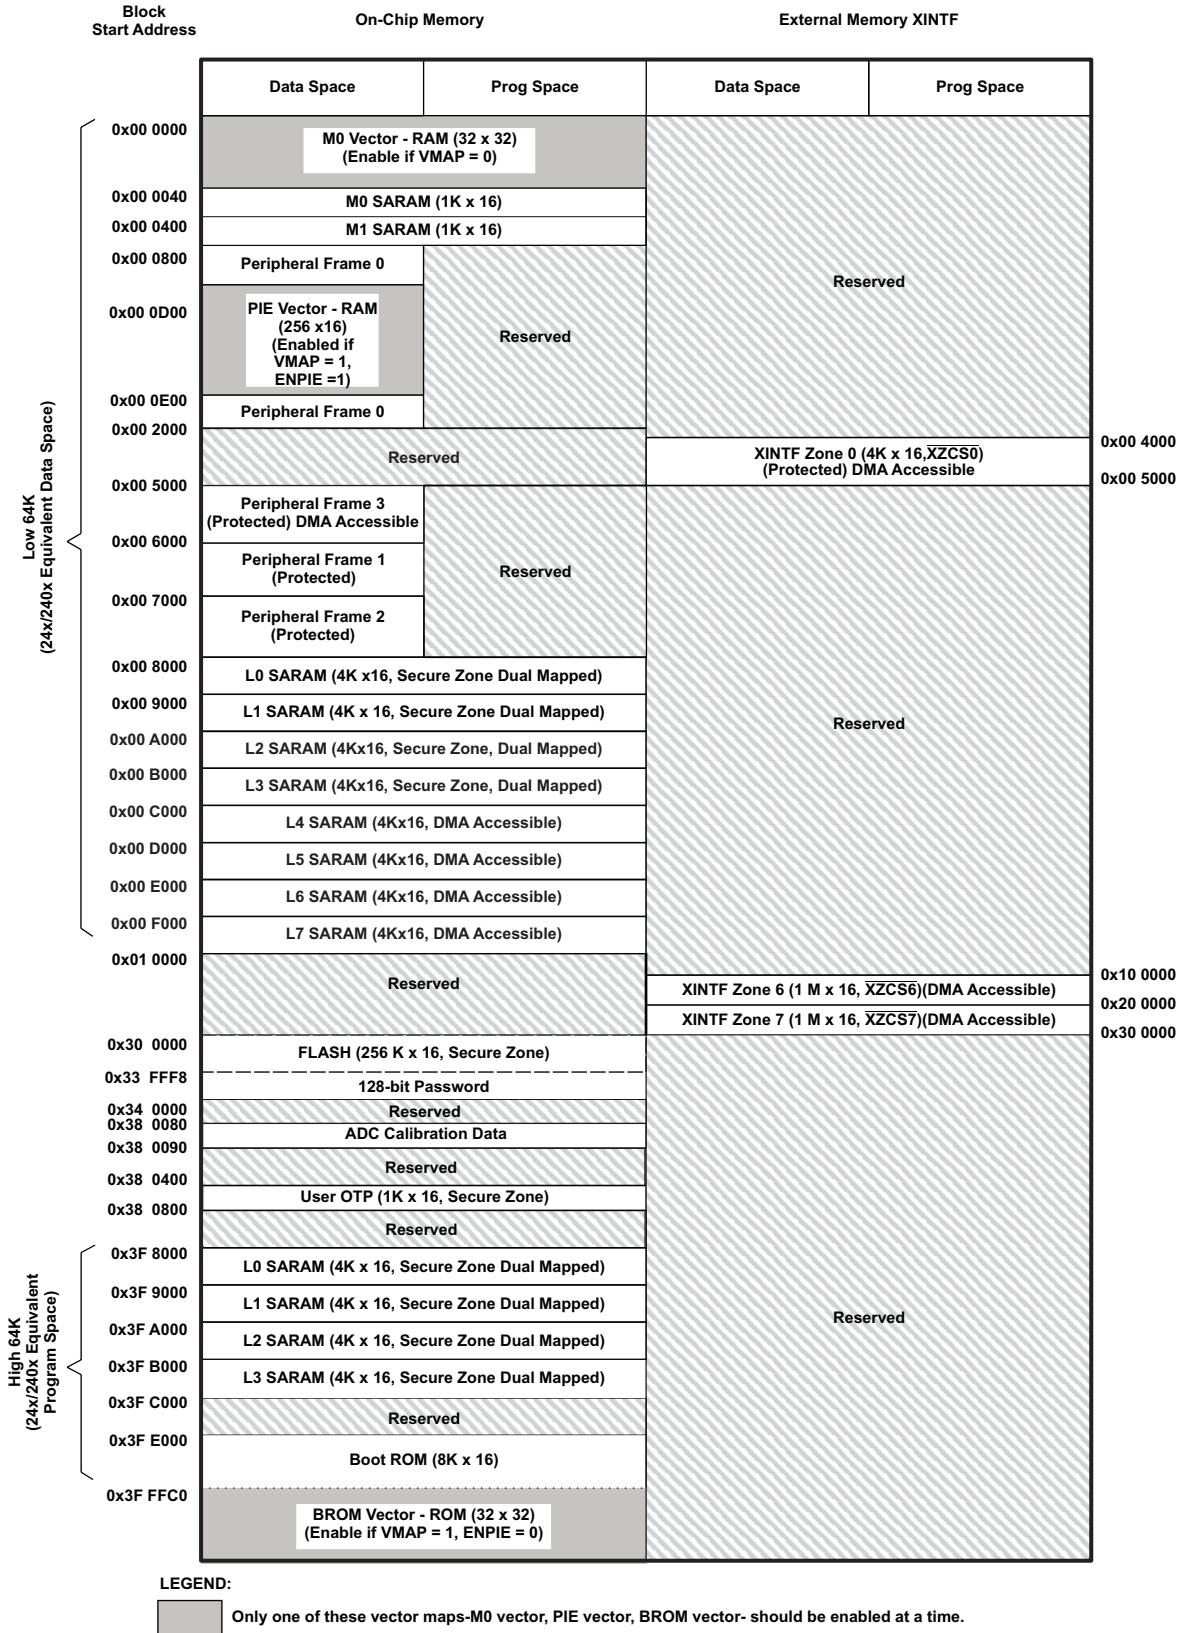 Block
Start Address
On-Chip Memory
External Memory XINTF
Data Space
Prog Space
Data Space
Prog Space
0x00 0000
M0 Vector - RAM (32 x 32)
(Enable if VMAP = 0)
0x00 0040
M0 SARAM (1K x 16)
0x00 0400
M1 SARAM (1K x 16)
0x00 0800
Peripheral Frame 0
Reserved
0x00 0D00
PIE Vector - RAM
(256 x16)
(Enabled if
VMAP = 1,
ENPIE =1)
Reserved
0x00 0E00
Peripheral Frame 0
0x00 2000
Reserved
XINTF Zone 0 (4K x 16,XZCS0)
(Protected) DMA Accessible
0x00 4000
0x00 5000
0x00 5000
Peripheral Frame 3
(Protected) DMA Accessible
0x00 6000
Peripheral Frame 1
(Protected)
Reserved
0x00 7000
Peripheral Frame 2
(Protected)
Low 64K
(24x/240x Equivalent Data Space)
0x00 8000
L0 SARAM (4K x16, Secure Zone Dual Mapped)
0x00 9000
L1 SARAM (4K x 16, Secure Zone Dual Mapped)
Reserved
0x00 A000
L2 SARAM (4Kx16, Secure Zone, Dual Mapped)
0x00 B000
L3 SARAM (4Kx16, Secure Zone, Dual Mapped)
0x00 C000
L4 SARAM (4Kx16, DMA Accessible)
0x00 D000
L5 SARAM (4Kx16, DMA Accessible)
0x00 E000
L6 SARAM (4Kx16, DMA Accessible)
0x00 F000
L7 SARAM (4Kx16, DMA Accessible)
0x01 0000
Reserved
0x10 0000
XINTF Zone 6 (1 M x 16, XZCS6)(DMA Accessible)
0x20 0000
XINTF Zone 7 (1 M x 16, XZCS7)(DMA Accessible)
0x30 0000
0x30 0000
FLASH (256 K x 16, Secure Zone)
0x33 FFF8
128-bit Password
0x34 0000
Reserved
0x38 0080
ADC Calibration Data
0x38 0090
Reserved
0x38 0400
User OTP (1K x 16, Secure Zone)
0x38 0800
Reserved
High 64K
(24x/240x Equivalent
Program Space)
0x3F 8000
L0 SARAM (4K x 16, Secure Zone Dual Mapped)
0x3F 9000
L1 SARAM (4K x 16, Secure Zone Dual Mapped)
Reserved
0x3F A000
L2 SARAM (4K x 16, Secure Zone Dual Mapped)
0x3F B000
L3 SARAM (4K x 16, Secure Zone Dual Mapped)
0x3F C000
Reserved
0x3F E000
Boot ROM (8K x 16)
0x3F FFC0
BROM Vector - ROM (32 x 32)
(Enable if VMAP = 1, ENPIE = 0)
LEGEND:
Only one of these vector maps-M0 vector, PIE vector, BROM vector- should be enabled at a time.